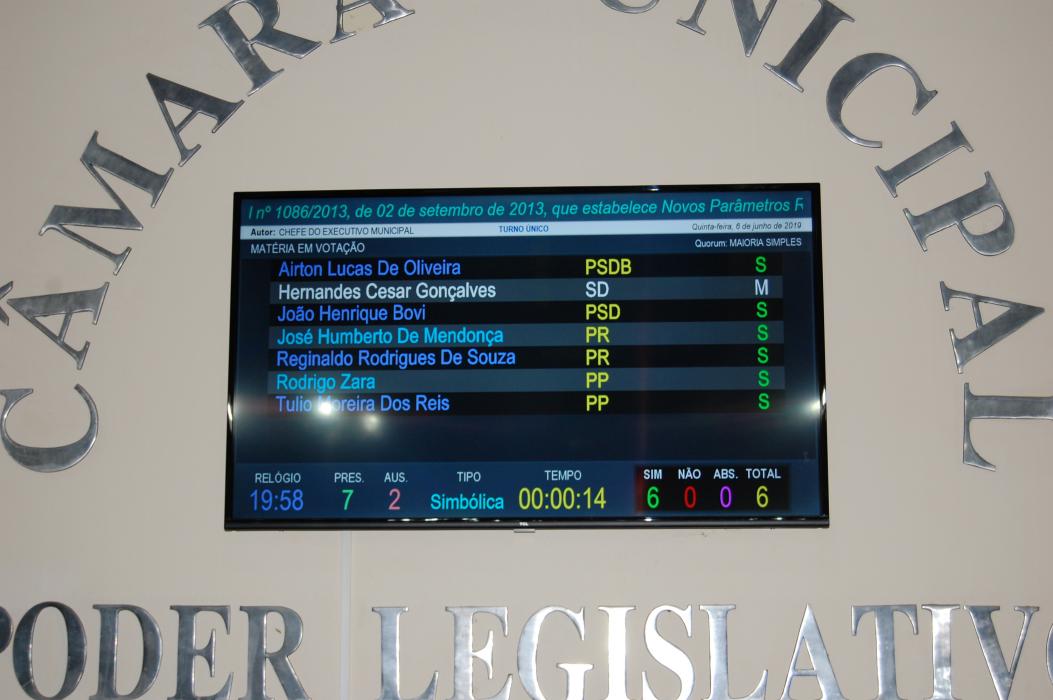 CÂMARA MUNICIPAL
l nº 1086/2013, de 02 de setembro de 2013, que estabelece Novos Parâmetros R
Autor: CHEFE DO EXECUTIVO MUNICIPAL TURNO ÚNICO Quinta-feira, 6 de junho de 2019
MATÉRIA EM VOTAÇÃO Quorum: MAIORIA SIMPLES
Airton Lucas De Oliveira PSDB S
Hernandes Cesar Gonçalves SD M
João Henrique Bovi PSD S
José Humberto De Mendonça PR S
Reginaldo Rodrigues De Souza PR S
Rodrigo Zara PP S
Tulio Moreira Dos Reis PP S
RELÓGIO PRES. AUS. TIPO TEMPO SIM NÃO ABS. TOTAL
19:58 7 2 Simbólica 00:00:14 6 0 0 6
TCL
PODER LEGISLATIVO